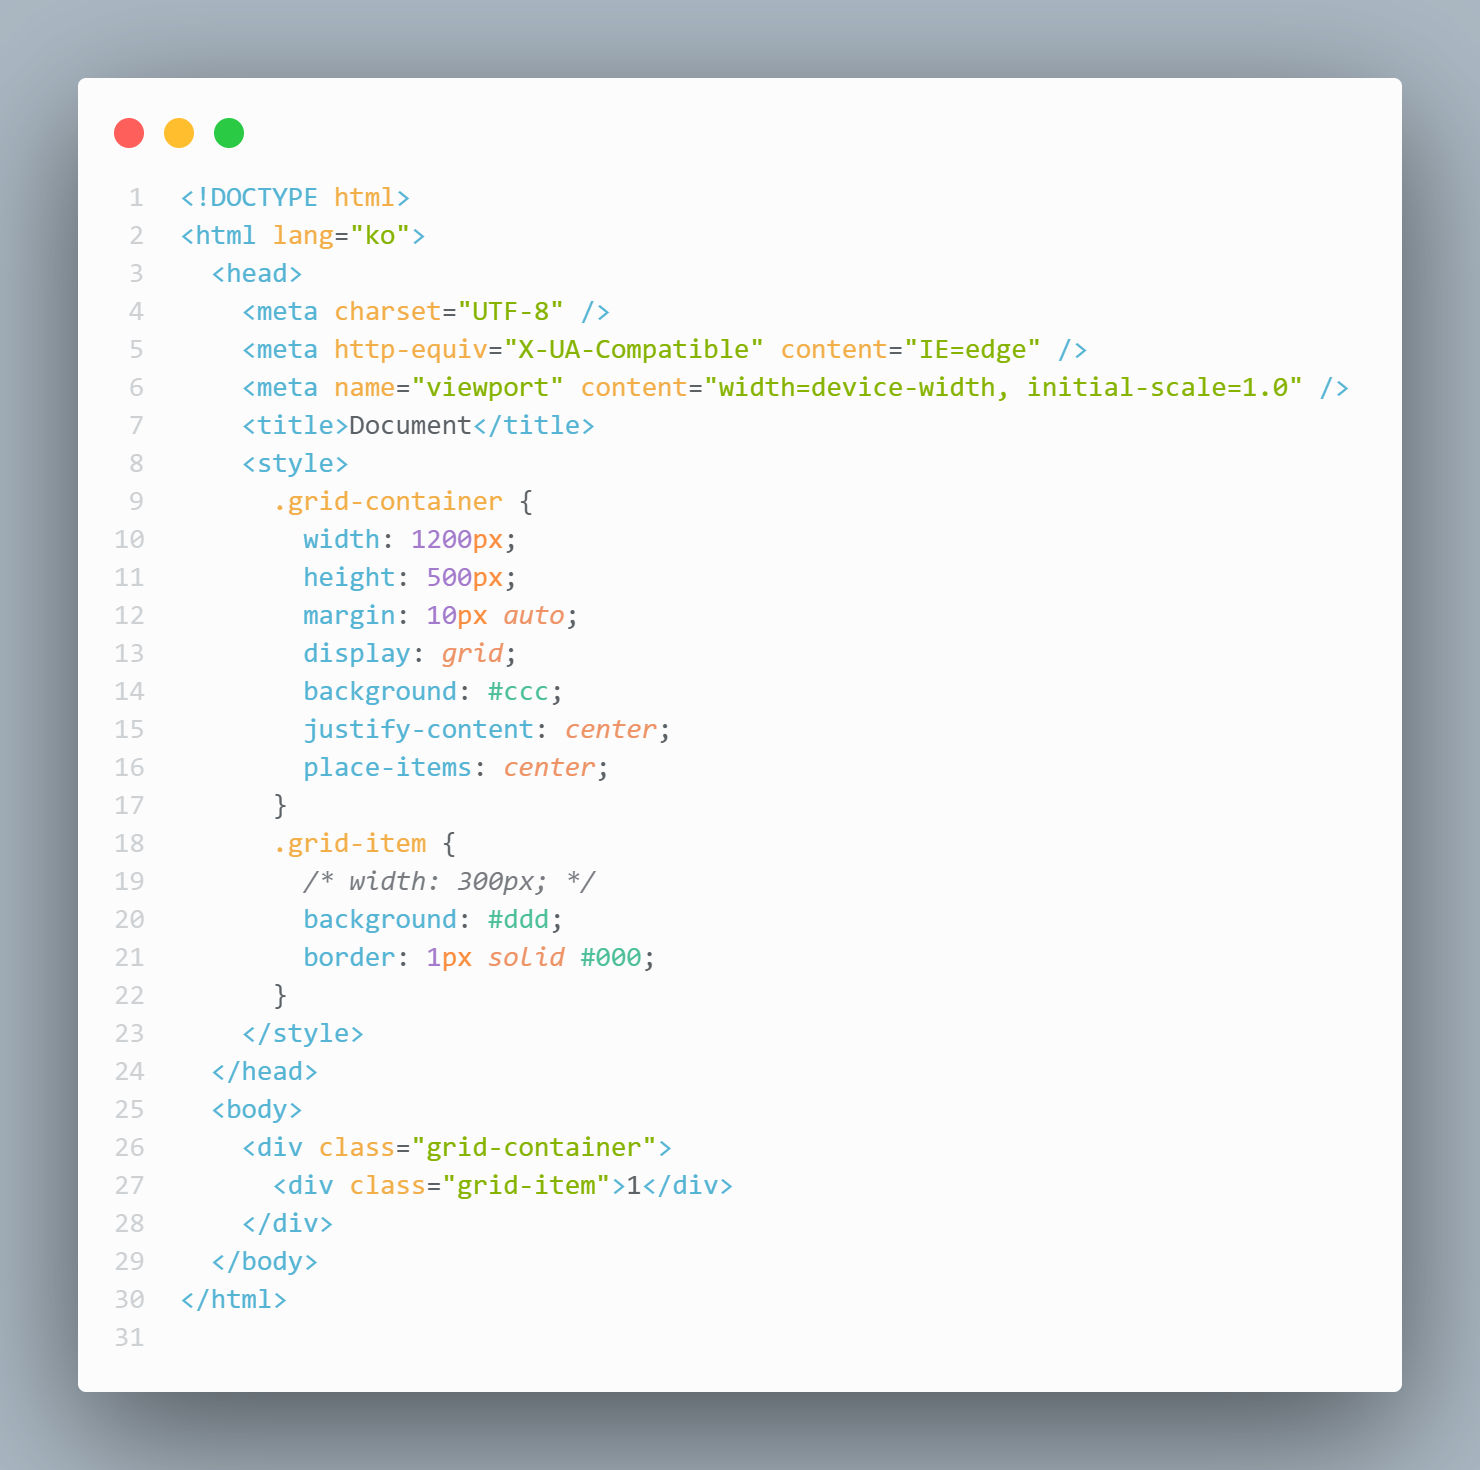 1 <!DOCTYPE html>
2 <html lang="ko">
3   <head>
4     <meta charset="UTF-8" />
5     <meta http-equiv="X-UA-Compatible" content="IE=edge" />
6     <meta name="viewport" content="width=device-width, initial-scale=1.0" />
7     <title>Document</title>
8     <style>
9       .grid-container {
10         width: 1200px;
11         height: 500px;
12         margin: 10px auto;
13         display: grid;
14         background: #ccc;
15         justify-content: center;
16         place-items: center;
17       }
18       .grid-item {
19         /* width: 300px; */
20         background: #ddd;
21         border: 1px solid #000;
22       }
23     </style>
24   </head>
25   <body>
26     <div class="grid-container">
27       <div class="grid-item">1</div>
28     </div>
29   </body>
30 </html>
31